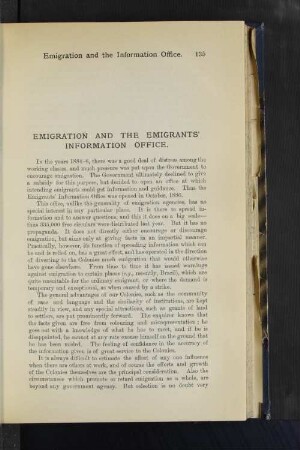 Emigration and the Information Office. 135
EMIGRATION AND THE EMIGRANTS'
INFORMATION OFFICE.
In the years 1884-6, there was a good deal of distress among the
working classes, and much pressure was put upon the Government to
encourage emigration. The Government ultimately declined to give
a subsidy for this purpose, but decided to open an office at which
intending emigrants could get information and guidance. Thus the
Emigrants' Information Office was opened in October, 1886.
This office, unlike the generality of emigration agencies, has no
special interest in any particular place. It is there to spread in-
formation and to answer questions, and this it does on a big scale—
thus 335,000 free circulars were distributed last year. But it has no
propaganda. It does not directly either encourage or discourage
emigration, but aims only at giving facts in an impartial manner.
Practically, however, its function of spreading information which can
be and is relied on, has a great effect, and has operated in the direction
of diverting to the Colonies much emigration that would otherwise
have gone elsewhere. From time to time it has issued warnings
against emigration to certain places (e.g., recently, Brazil), which are
quite unsuitable for the ordinary emigrant, or where the demand is
temporary and exceptional, as when caused by a strike.
The general advantages of our Colonies, such as the community
of race and language and the similarity of institutions, are kept
steadily in view, and any special attractions, such as grants of land
to settlers, are put prominently forward. The enquirer knows that
the facts given are free from colouring and misrepresentation; he
goes out with a knowledge of what he has to meet, and if he is
disappointed, he cannot at any rate excuse himself on the ground that
he has been misled. The feeling of confidence in the accuracy of
the information given is of great service to the Colonies.
It is always difficult to estimate the effect of any one influence
when there are others at work, and of course the efforts and growth
of the Colonies themselves are the principal consideration. Also the
circumstances which promote or retard emigration as a whole, are
beyond any government agency. But selection is no doubt very